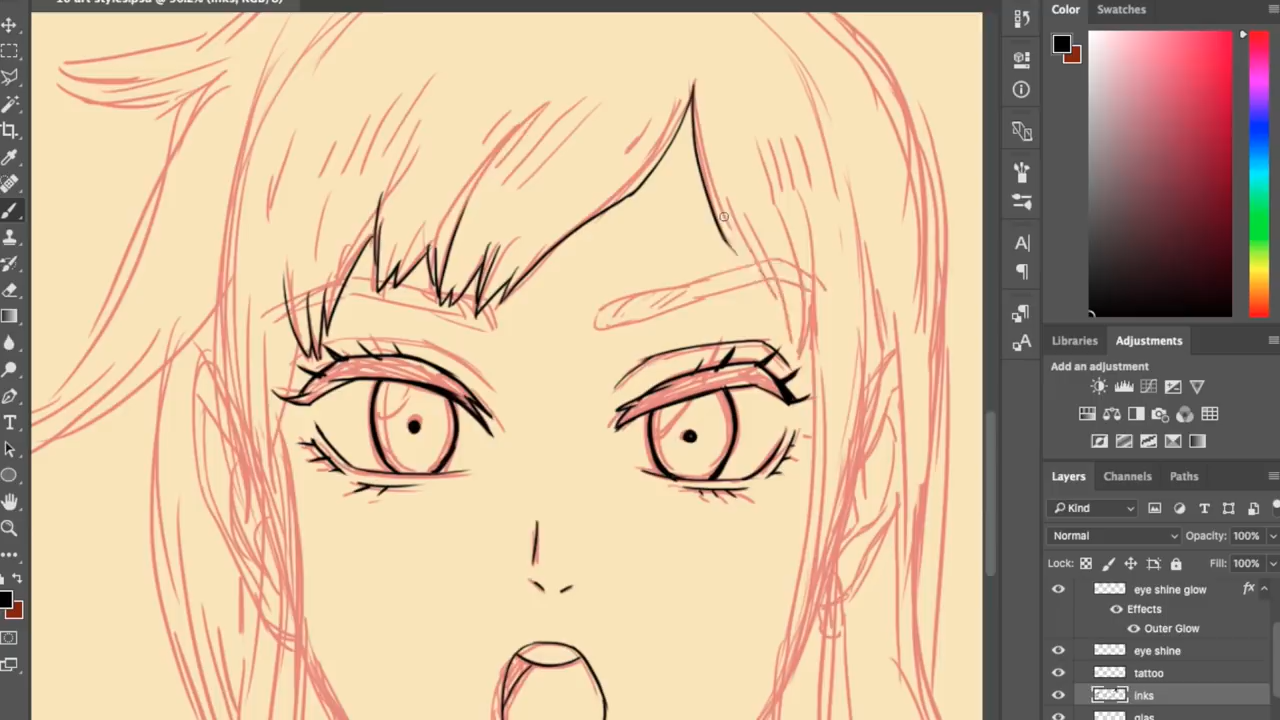 Color Swatches
Libraries Adjustments
Add an adjustment
Layers Channels Paths
Kind
Normal Opacity: 100%
Lock: Fill: 100%
eye shine glow fx
Effects
Outer Glow
eye shine
tattoo
inks